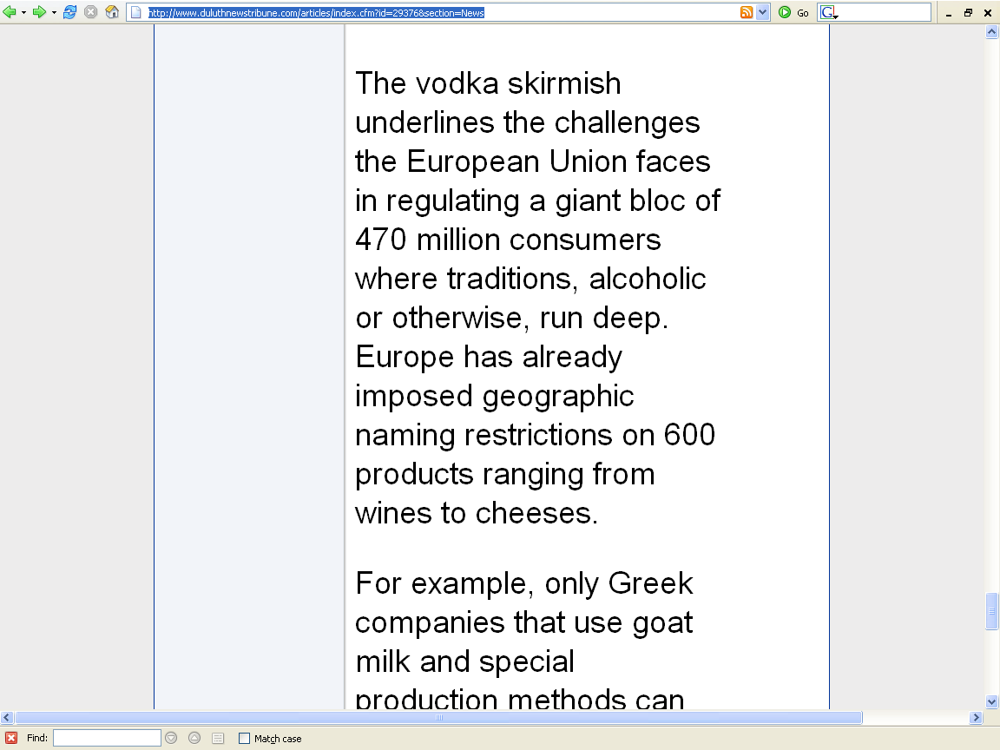 http://www.duluthnewstribune.com/articles/index.cfm?id=29376&section=News
Go
G
The vodka skirmish
underlines the challenges
the European Union faces
in regulating a giant bloc of
470 million consumers
where traditions, alcoholic
or otherwise, run deep.
Europe has already
imposed geographic
naming restrictions on 600
products ranging from
wines to cheeses.
For example, only Greek
companies that use goat
milk and special
production methods can
Find:
Match case